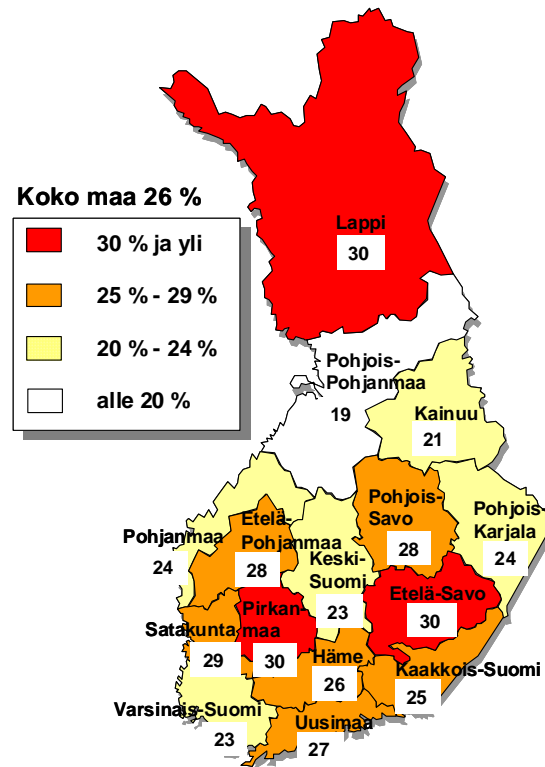 Koko maa 26 %
30 % ja yli
25 % - 29 %
20 % - 24 %
alle 20 %
Lappi
30
Pohjois-
Pohjanmaa
19
Kainuu
21
Pohjanmaa
24
Etelä-
Pohjanmaa
28
Keski-
Suomi
23
Pohjois-
Savo
28
Pohjois-
Karjala
24
Etelä-Savo
30
Satakunta
29
Pirkan-
maa
30
Häme
26
Kaakkois-Suomi
25
Varsinais-Suomi
23
Uusimaa
27